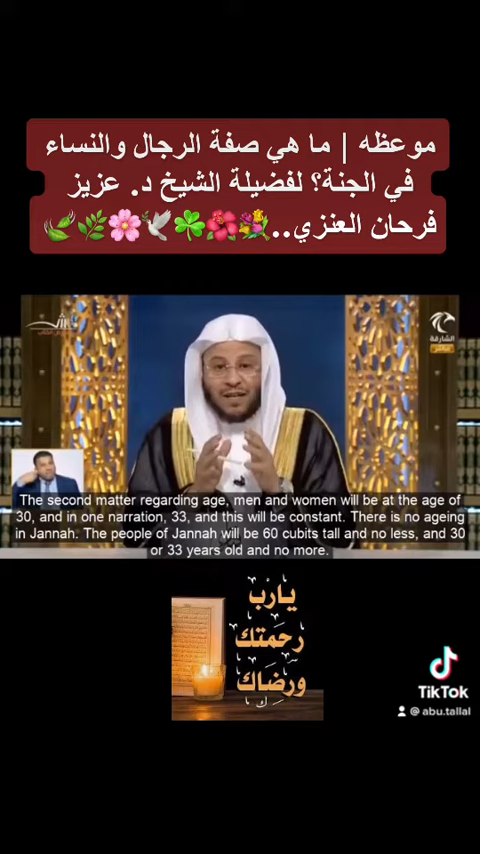 موعظه | ما هي صفة الرجال والنساء
في الجنة؟ لفضيلة الشيخ د. عزيز
فرحان العنزي..💐🌺☘️🕊️🌸🌿🍃
الشارقة
مباشر
The second matter regarding age, men and women will be at the age of
30, and in one narration, 33, and this will be constant. There is no ageing
in Jannah. The people of Jannah will be 60 cubits tall and no less, and 30
or 33 years old and no more.
يارب
رحمتك
ورضاك
TikTok
@ abu.tallal